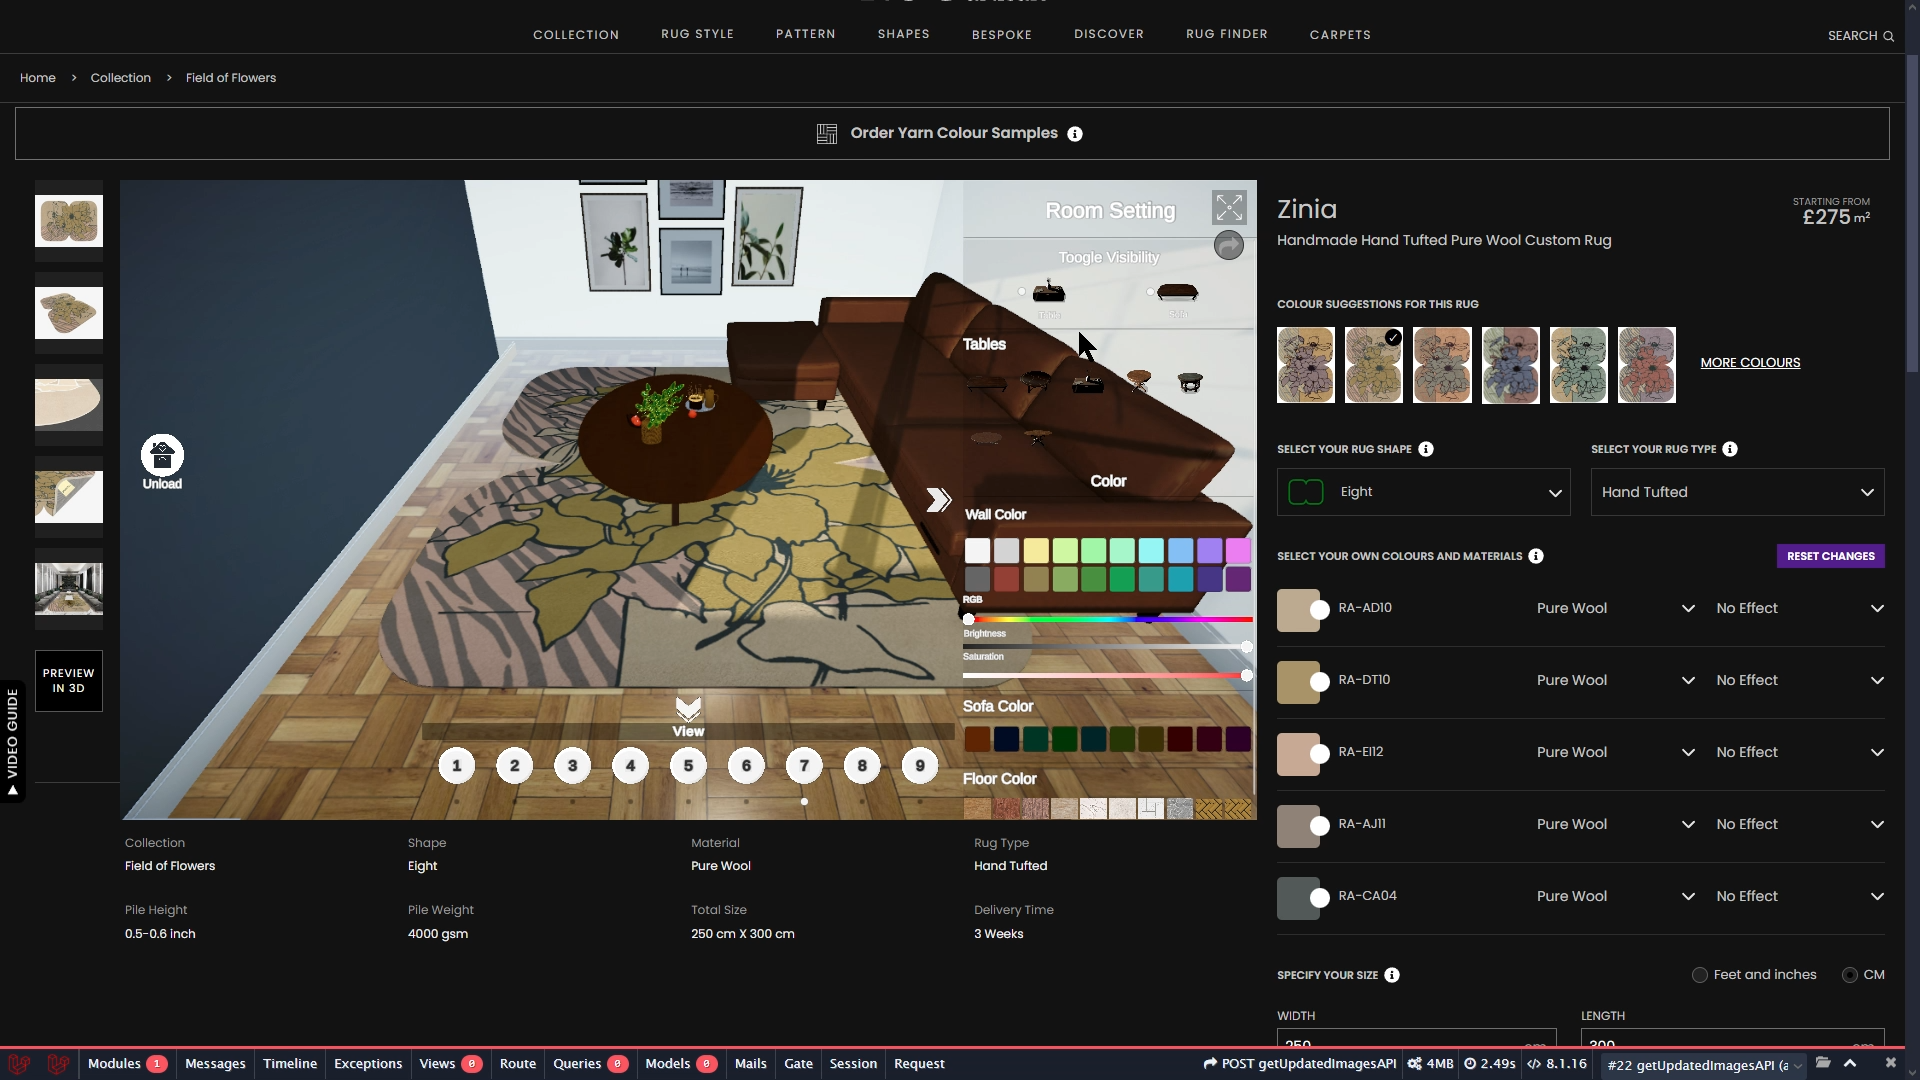 COLLECTION RUG STYLE PATTERN SHAPES BESPOKE DISCOVER RUG FINDER CARPETS SEARCH
Home > Collection > Field of Flowers
Order Yarn Colour Samples
Room Setting
Toogle Visibility
Table Sofa
Tables
Color
Wall Color
RGB
Brightness
Saturation
Sofa Color
Floor Color
Unload
View
1 2 3 4 5 6 7 8 9
PREVIEW
IN 3D
VIDEO GUIDE
Collection Shape Material Rug Type
Field of Flowers Eight Pure Wool Hand Tufted
Pile Height Pile Weight Total Size Delivery Time
0.5-0.6 inch 4000 gsm 250 cm X 300 cm 3 Weeks
Zinia
STARTING FROM
£275 m²
Handmade Hand Tufted Pure Wool Custom Rug
COLOUR SUGGESTIONS FOR THIS RUG
MORE COLOURS
SELECT YOUR RUG SHAPE SELECT YOUR RUG TYPE
Eight Hand Tufted
SELECT YOUR OWN COLOURS AND MATERIALS RESET CHANGES
RA-AD10 Pure Wool No Effect
RA-DT10 Pure Wool No Effect
RA-EI12 Pure Wool No Effect
RA-AJ11 Pure Wool No Effect
RA-CA04 Pure Wool No Effect
SPECIFY YOUR SIZE Feet and inches CM
WIDTH LENGTH
250 cm 300 cm
Modules 1 Messages Timeline Exceptions Views 0 Route Queries 0 Models 0 Mails Gate Session Request POST getUpdatedImagesAPI 4MB 2.49s 8.1.16 #22 getUpdatedImagesAPI (a